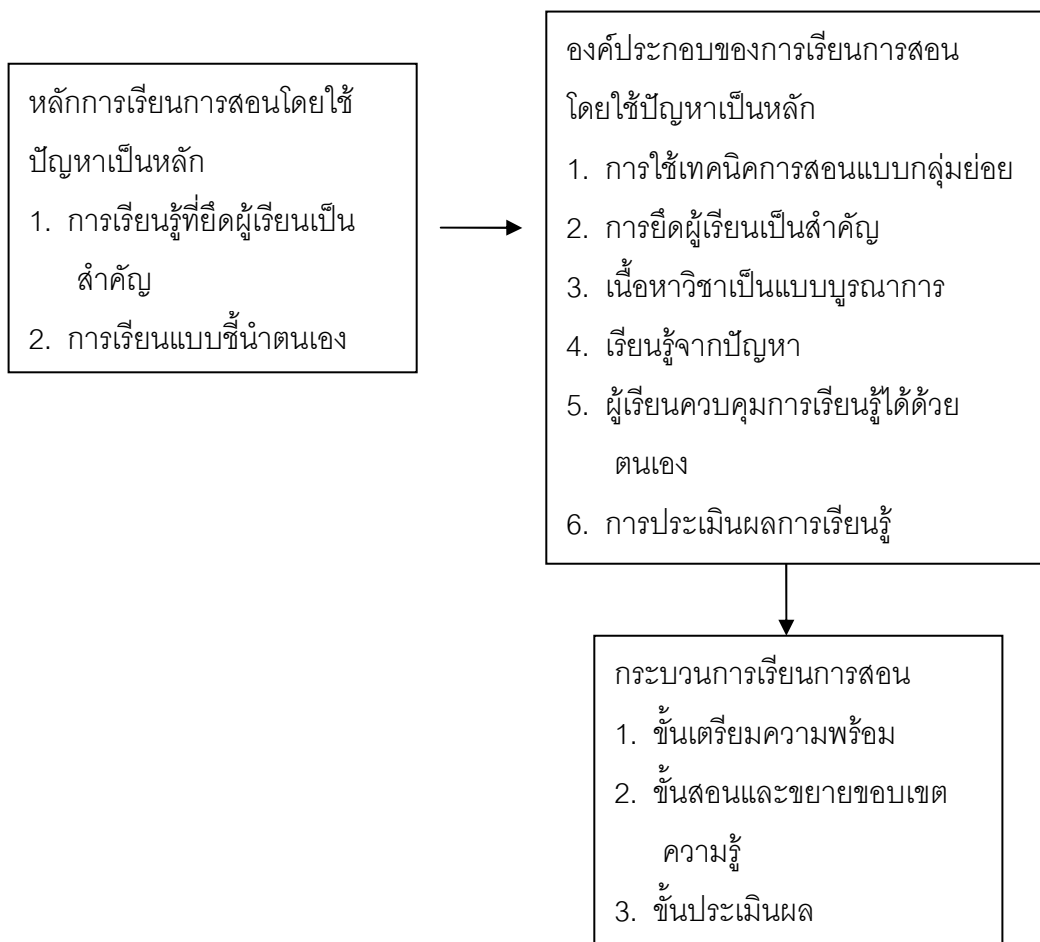 หลักการเรียนการสอนโดยใช้
ปัญหาเป็นหลัก
1. การเรียนรู้ที่ยึดผู้เรียนเป็น
สำคัญ
2. การเรียนแบบชี้นำตนเอง
องค์ประกอบของการเรียนการสอน
โดยใช้ปัญหาเป็นหลัก
1. การใช้เทคนิคการสอนแบบกลุ่มย่อย
2. การยึดผู้เรียนเป็นสำคัญ
3. เนื้อหาวิชาเป็นแบบบูรณาการ
4. เรียนรู้จากปัญหา
5. ผู้เรียนควบคุมการเรียนรู้ได้ด้วย
ตนเอง
6. การประเมินผลการเรียนรู้
กระบวนการเรียนการสอน
1. ขั้นเตรียมความพร้อม
2. ขั้นสอนและขยายขอบเขต
ความรู้
3. ขั้นประเมินผล